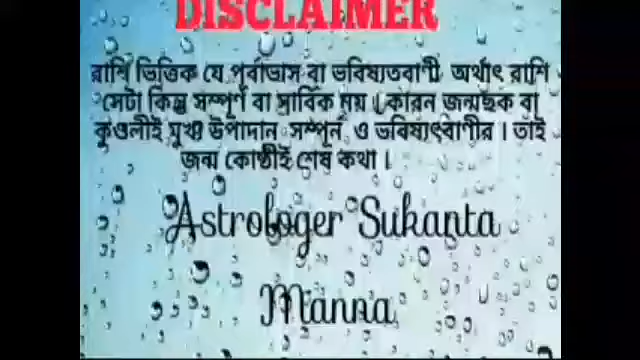 DISCLAIMER
রাশি ভিত্তিক যে পূর্বাভাস বা ভবিষ্যতবাণী অর্থাৎ রাশি
সেটা কিন্তু সম্পূর্ণ বা সার্বিক নয় । কারন জন্মছক বা
কুণ্ডলীই মুখ্য উপাদান সম্পূর্ন ও ভবিষ্যৎবাণীর । তাই
জন্ম কোষ্ঠীই শেষ কথা ।
Astrologer Sukanta
Manna